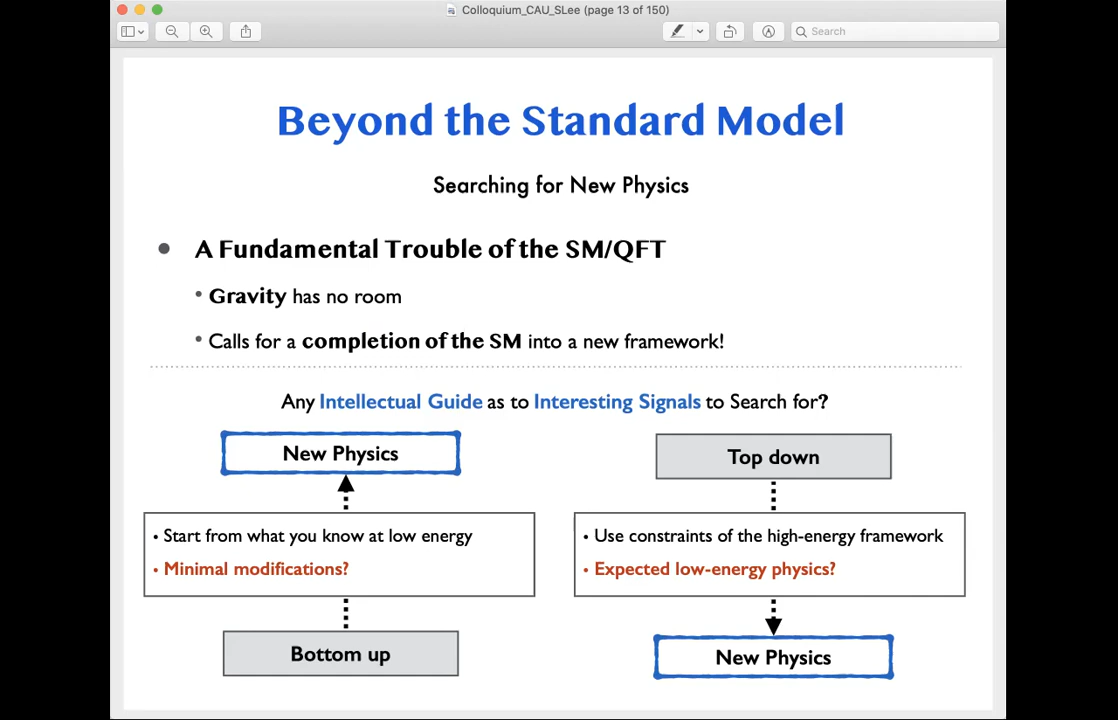 Colloquium_CAU_SLee (page 13 of 150)
Search
Beyond the Standard Model
Searching for New Physics
• A Fundamental Trouble of the SM/QFT
• Gravity has no room
• Calls for a completion of the SM into a new framework!
Any Intellectual Guide as to Interesting Signals to Search for?
New Physics
• Start from what you know at low energy
• Minimal modifications?
Bottom up
Top down
• Use constraints of the high-energy framework
• Expected low-energy physics?
New Physics